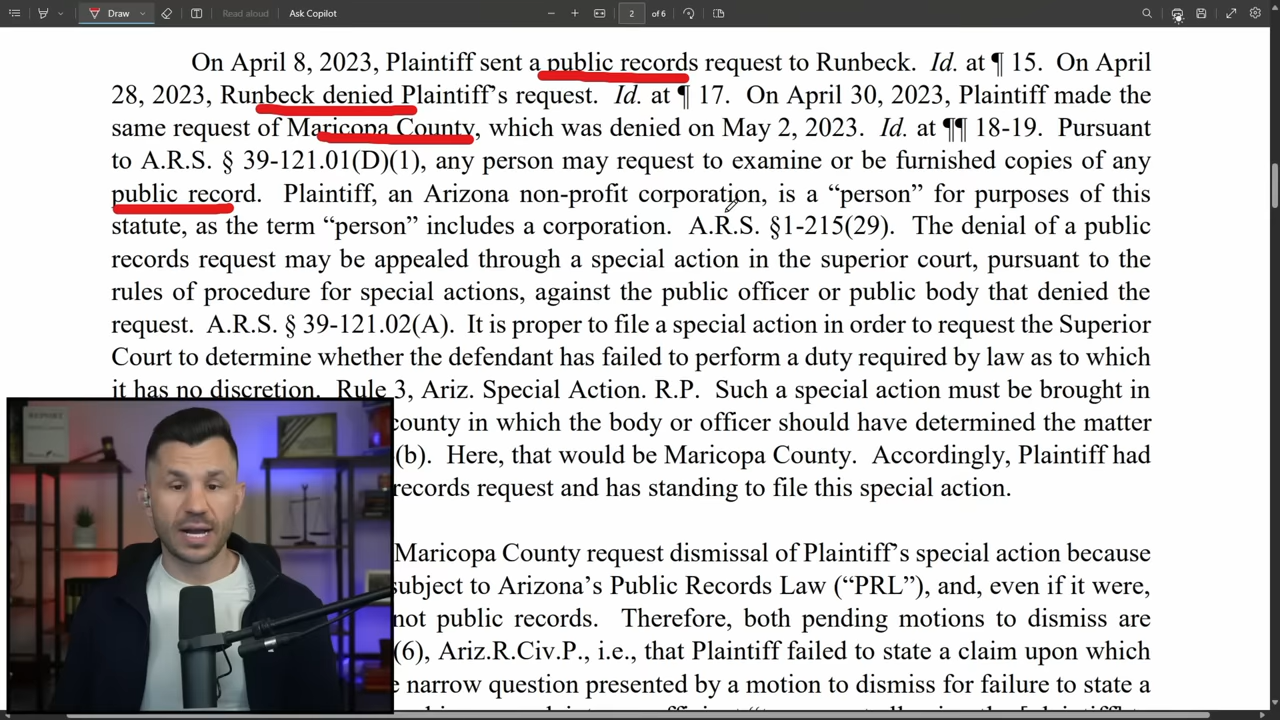 Draw
Read aloud
Ask Copilot
2 of 6
On April 8, 2023, Plaintiff sent a public records request to Runbeck. Id. at ¶ 15. On April
28, 2023, Runbeck denied Plaintiff’s request. Id. at ¶ 17. On April 30, 2023, Plaintiff made the
same request of Maricopa County, which was denied on May 2, 2023. Id. at ¶¶ 18-19. Pursuant
to A.R.S. § 39-121.01(D)(1), any person may request to examine or be furnished copies of any
public record. Plaintiff, an Arizona non-profit corporation, is a “person” for purposes of this
statute, as the term “person” includes a corporation. A.R.S. §1-215(29). The denial of a public
records request may be appealed through a special action in the superior court, pursuant to the
rules of procedure for special actions, against the public officer or public body that denied the
request. A.R.S. § 39-121.02(A). It is proper to file a special action in order to request the Superior
Court to determine whether the defendant has failed to perform a duty required by law as to which
it has no discretion. Rule 3, Ariz. Special Action. R.P. Such a special action must be brought in
county in which the body or officer should have determined the matter
(b). Here, that would be Maricopa County. Accordingly, Plaintiff had
records request and has standing to file this special action.
Maricopa County request dismissal of Plaintiff’s special action because
subject to Arizona’s Public Records Law (“PRL”), and, even if it were,
not public records. Therefore, both pending motions to dismiss are
(6), Ariz.R.Civ.P., i.e., that Plaintiff failed to state a claim upon which
narrow question presented by a motion to dismiss for failure to state a